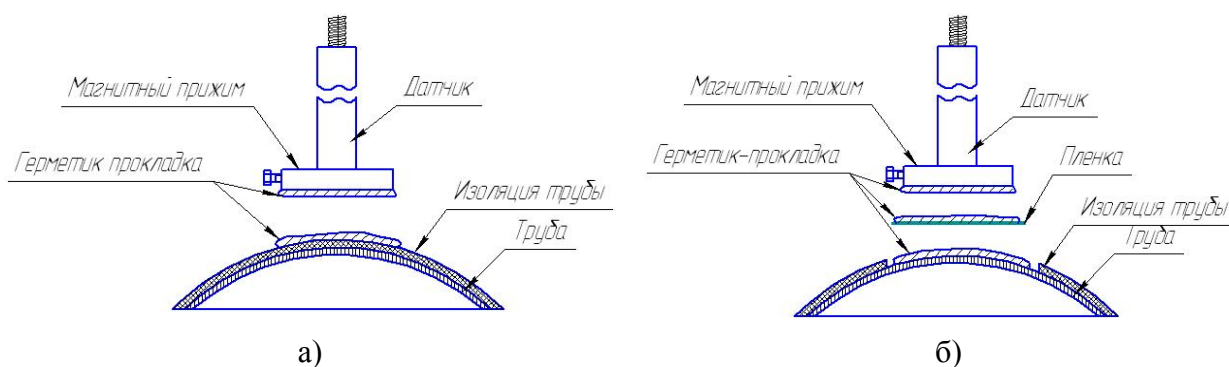 Магнитный прижим
Датчик
Герметик прокладка
Изоляция трубы
Труба
а)
Магнитный прижим
Датчик
Герметик-прокладка
Пленка
Изоляция трубы
Труба
б)